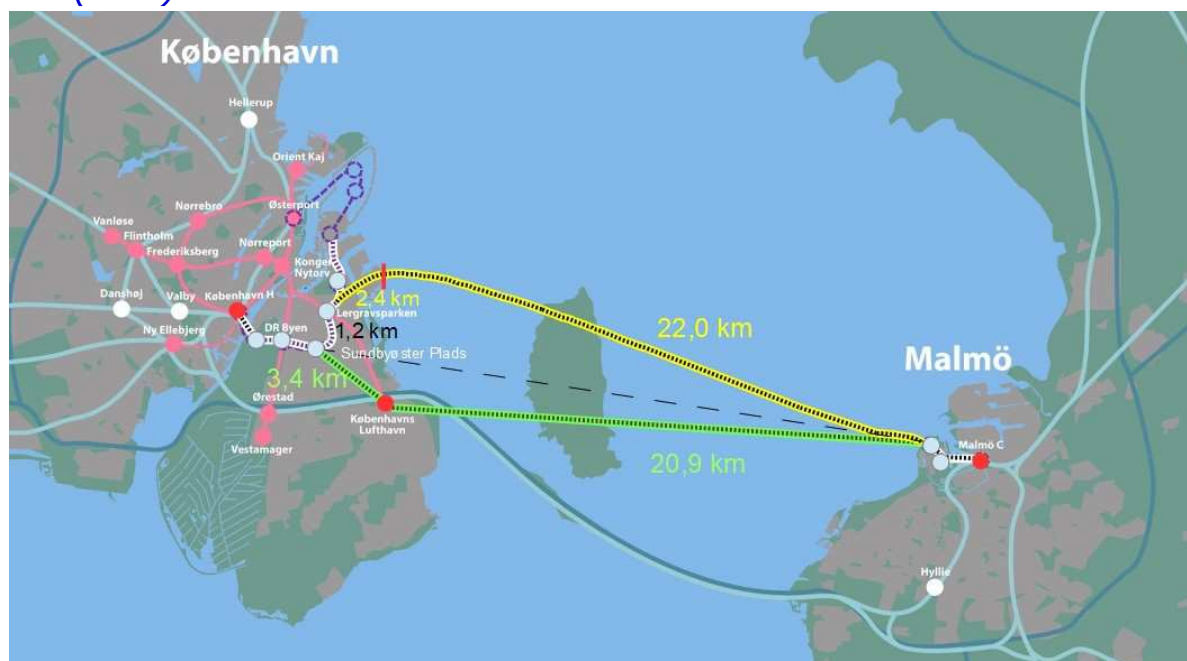 København
Hellerup
Orient Kaj
Nørrebro
Østerport
Vanløse
Flintholm
Nørreport
Frederiksberg
Kongens
Nytorv
Danshøj
Valby
København H
2,4 km
Lergravsparken
22,0 km
Ny Ellebjerg
DR Byen
1,2 km
Sundbyøster Plads
Malmö
3,4 km
Ørestad
Københavns
Lufthavn
Malmö C
Vestamager
20,9 km
Hyllie